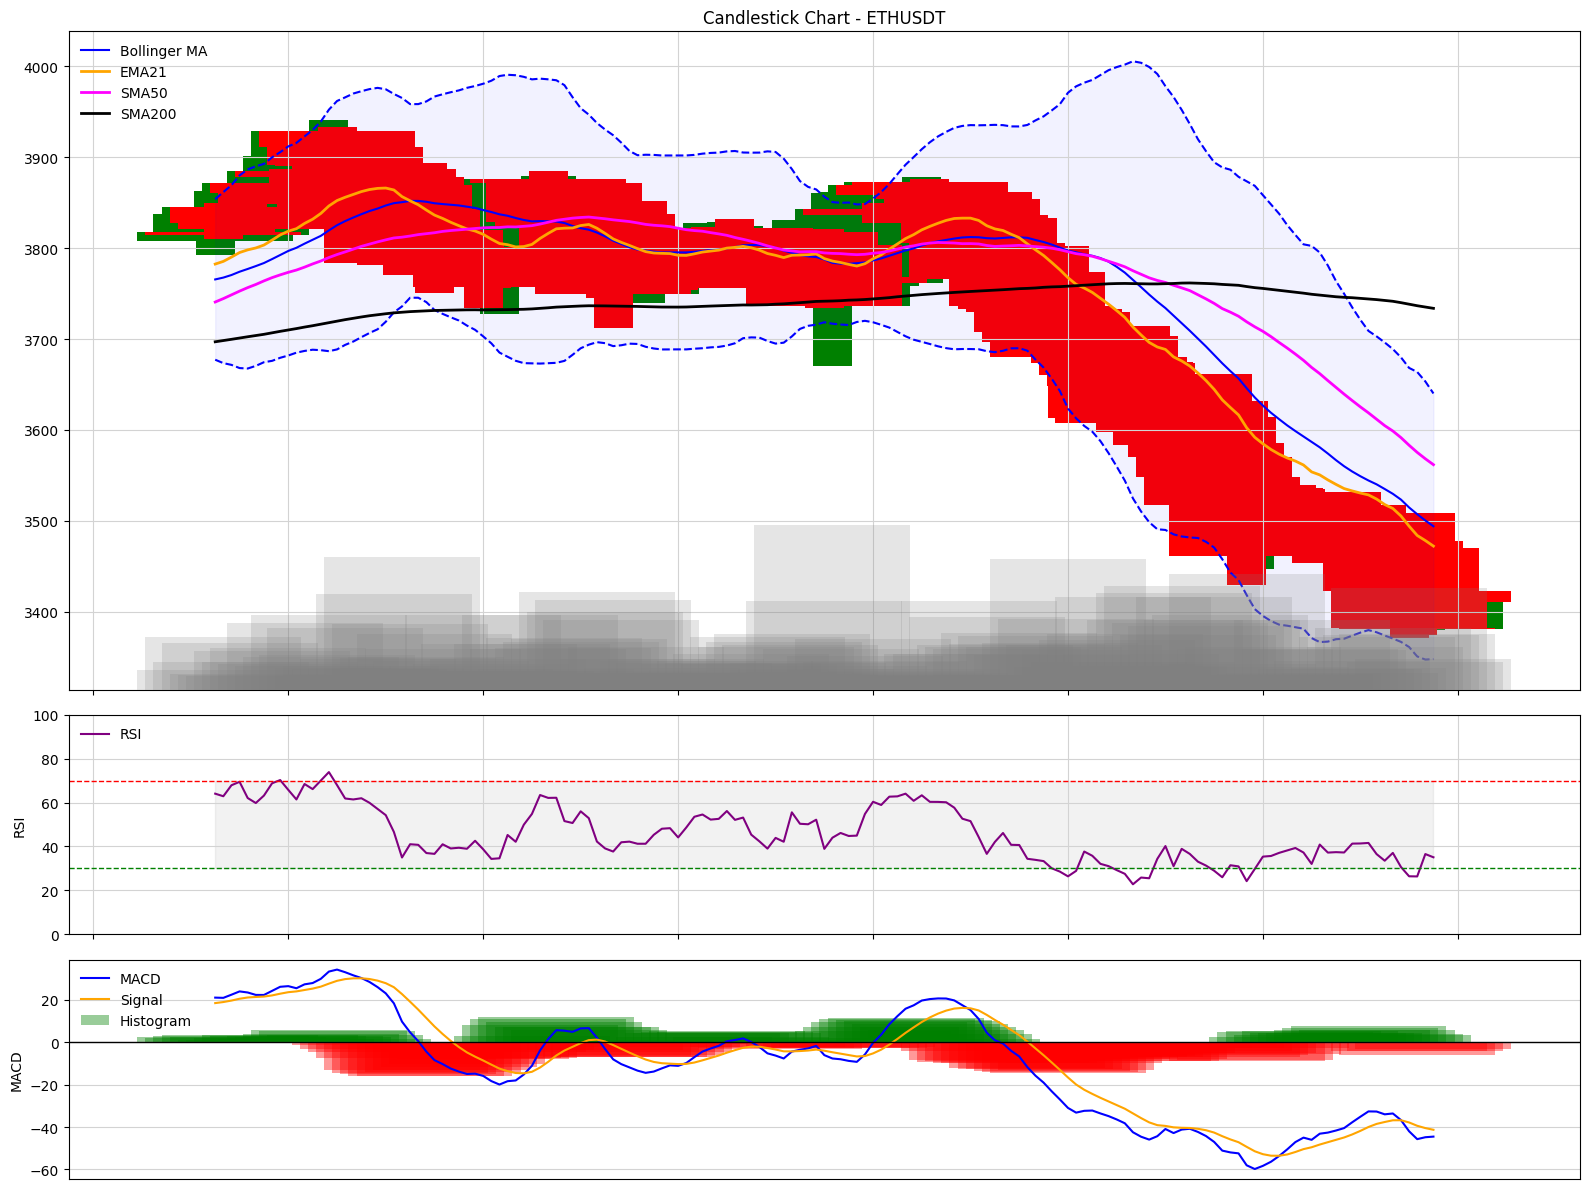 Candlestick Chart - ETHUSDT
Bollinger MA
EMA21
SMA50
SMA200
4000
3900
3800
3700
3600
3500
3400
RSI
100
80
60
40
20
0
RSI
MACD
Signal
Histogram
20
0
−20
−40
−60
MACD